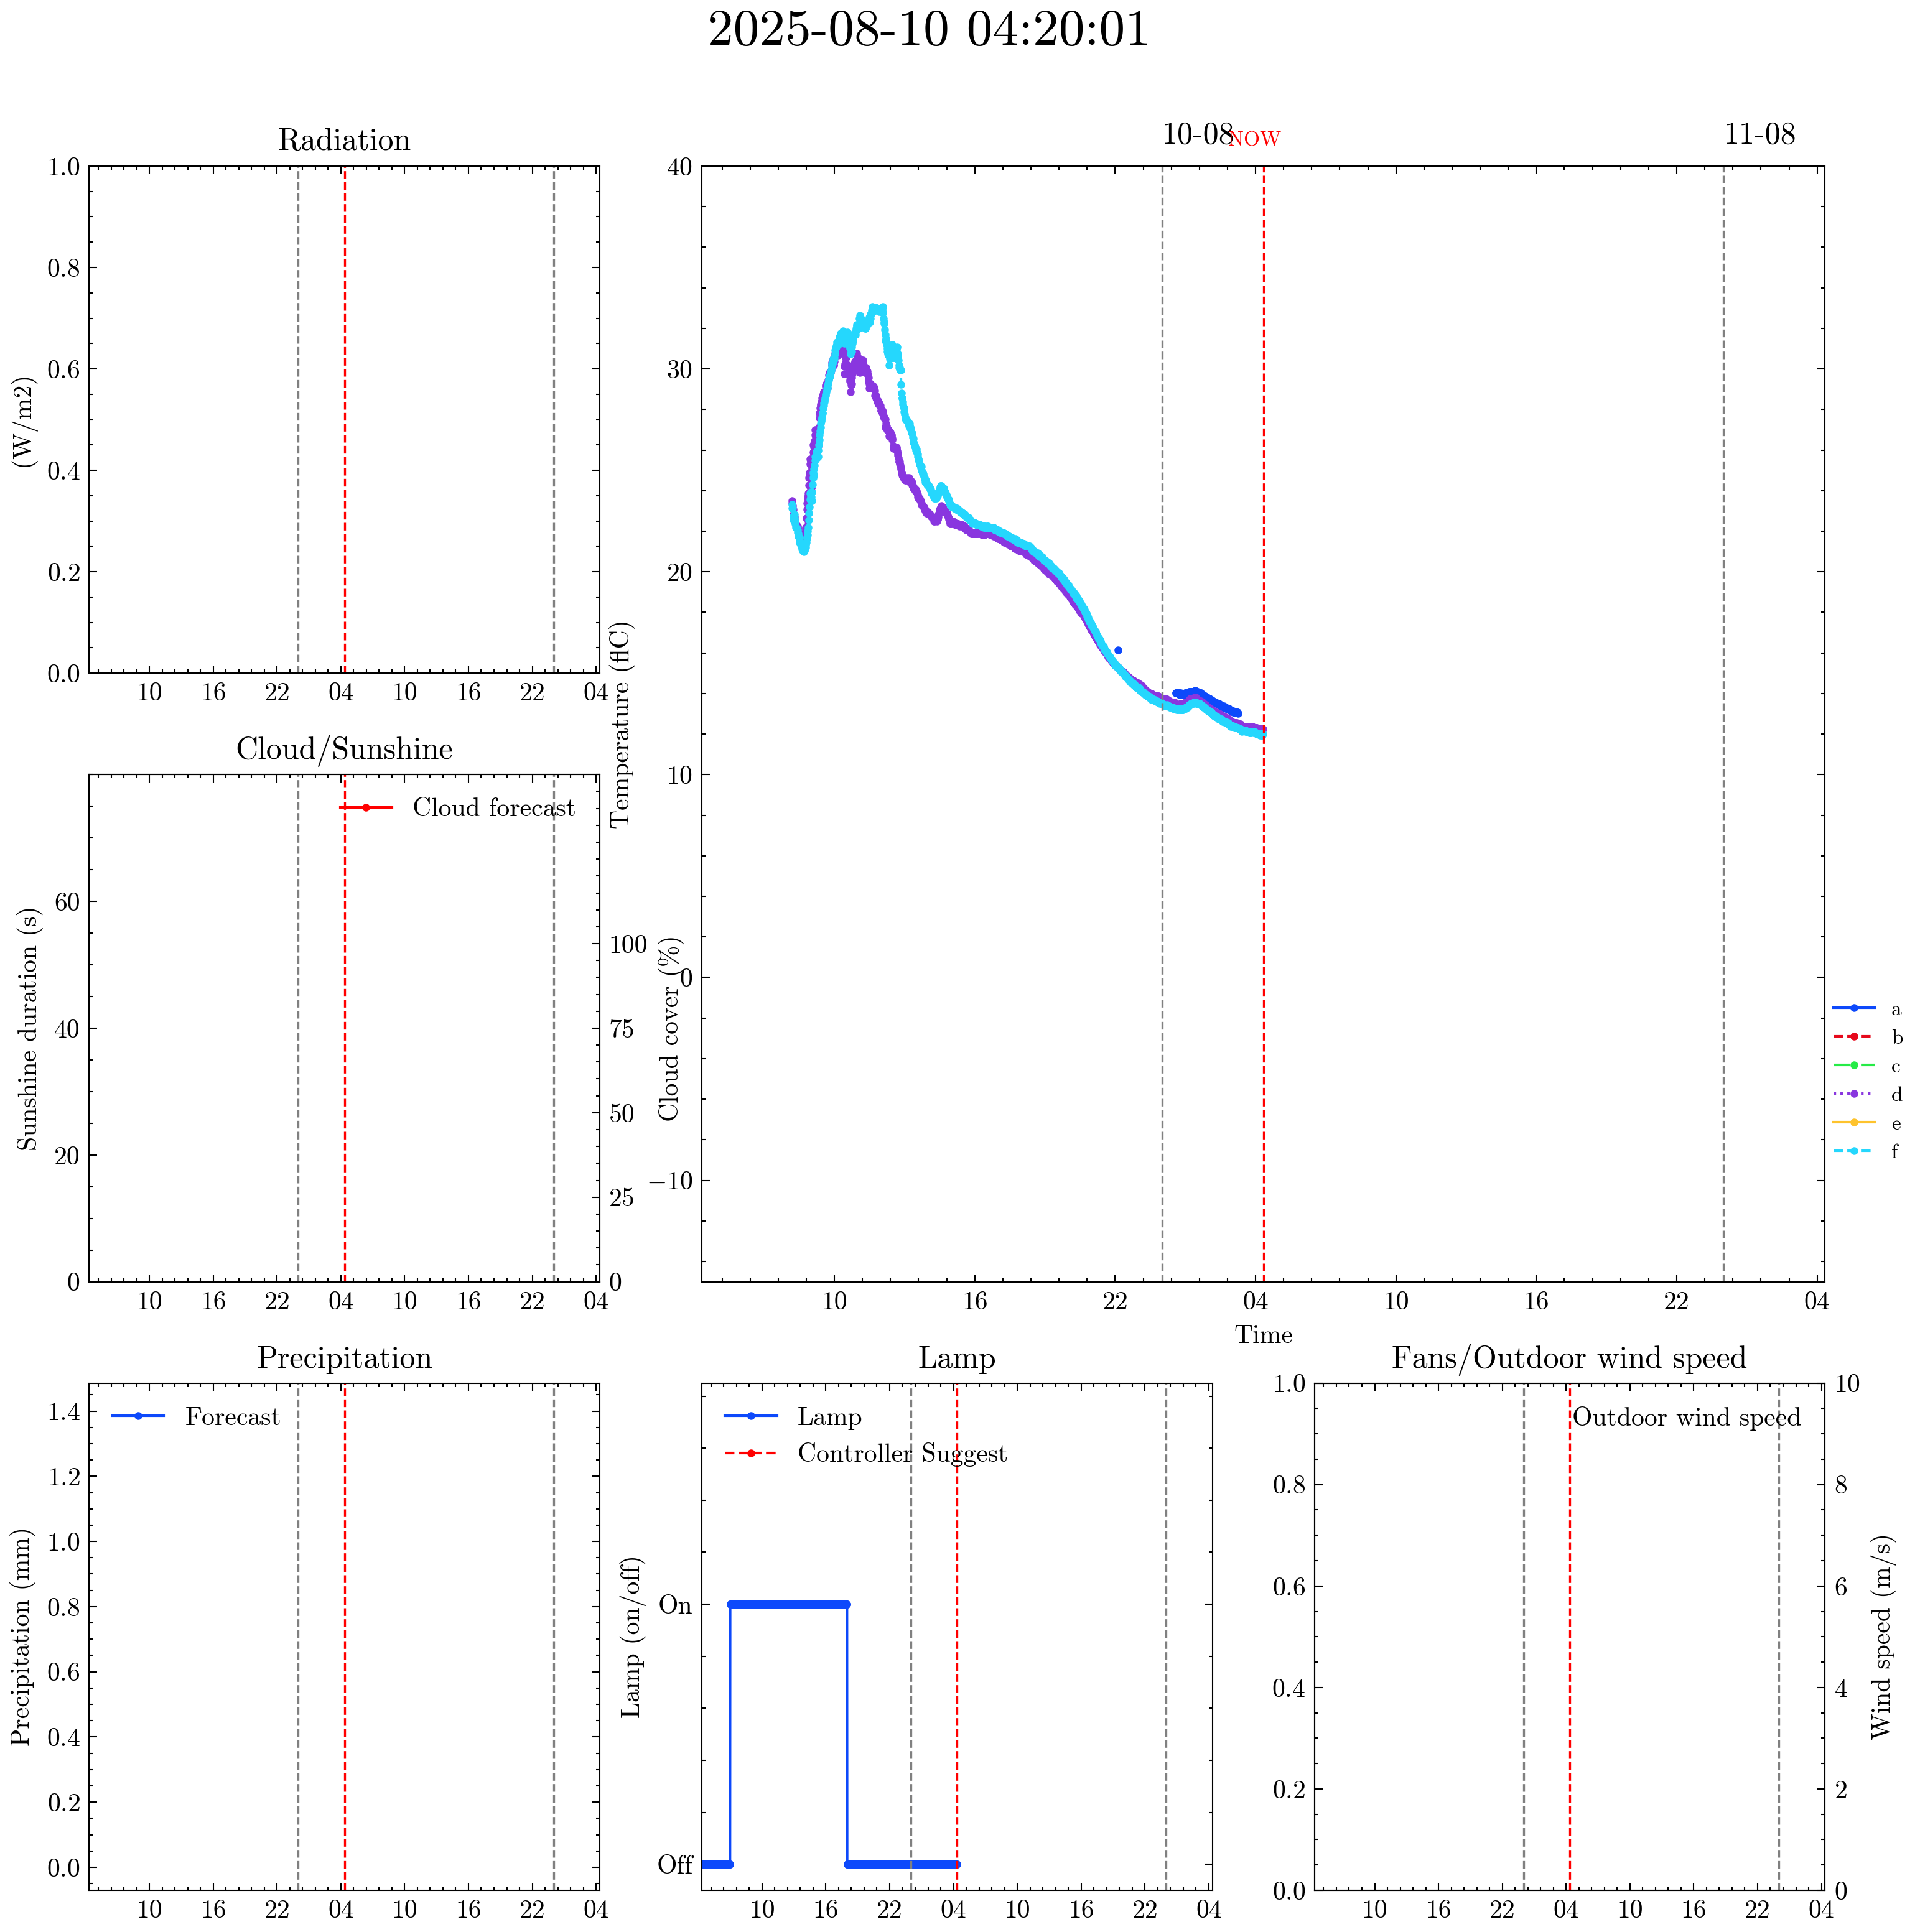 2025-08-10 04:20:01
Radiation
(W/m2)
1.0
0.8
0.6
0.4
0.2
0.0
10 16 22 04 10 16 22 04
10-08 NOW 11-08
Temperature (flC)
40
30
20
10
0
−10
10 16 22 04 10 16 22 04
Time
a
b
c
d
e
f
Cloud/Sunshine
Cloud forecast
Sunshine duration (s)
60
40
20
0
Cloud cover (%)
100
75
50
25
0
10 16 22 04 10 16 22 04
Precipitation
Forecast
Precipitation (mm)
1.4
1.2
1.0
0.8
0.6
0.4
0.2
0.0
10 16 22 04 10 16 22 04
Lamp
Lamp
Controller Suggest
Lamp (on/off)
On
Off
10 16 22 04 10 16 22 04
Fans/Outdoor wind speed
Outdoor wind speed
1.0
0.8
0.6
0.4
0.2
0.0
Wind speed (m/s)
10
8
6
4
2
0
10 16 22 04 10 16 22 04